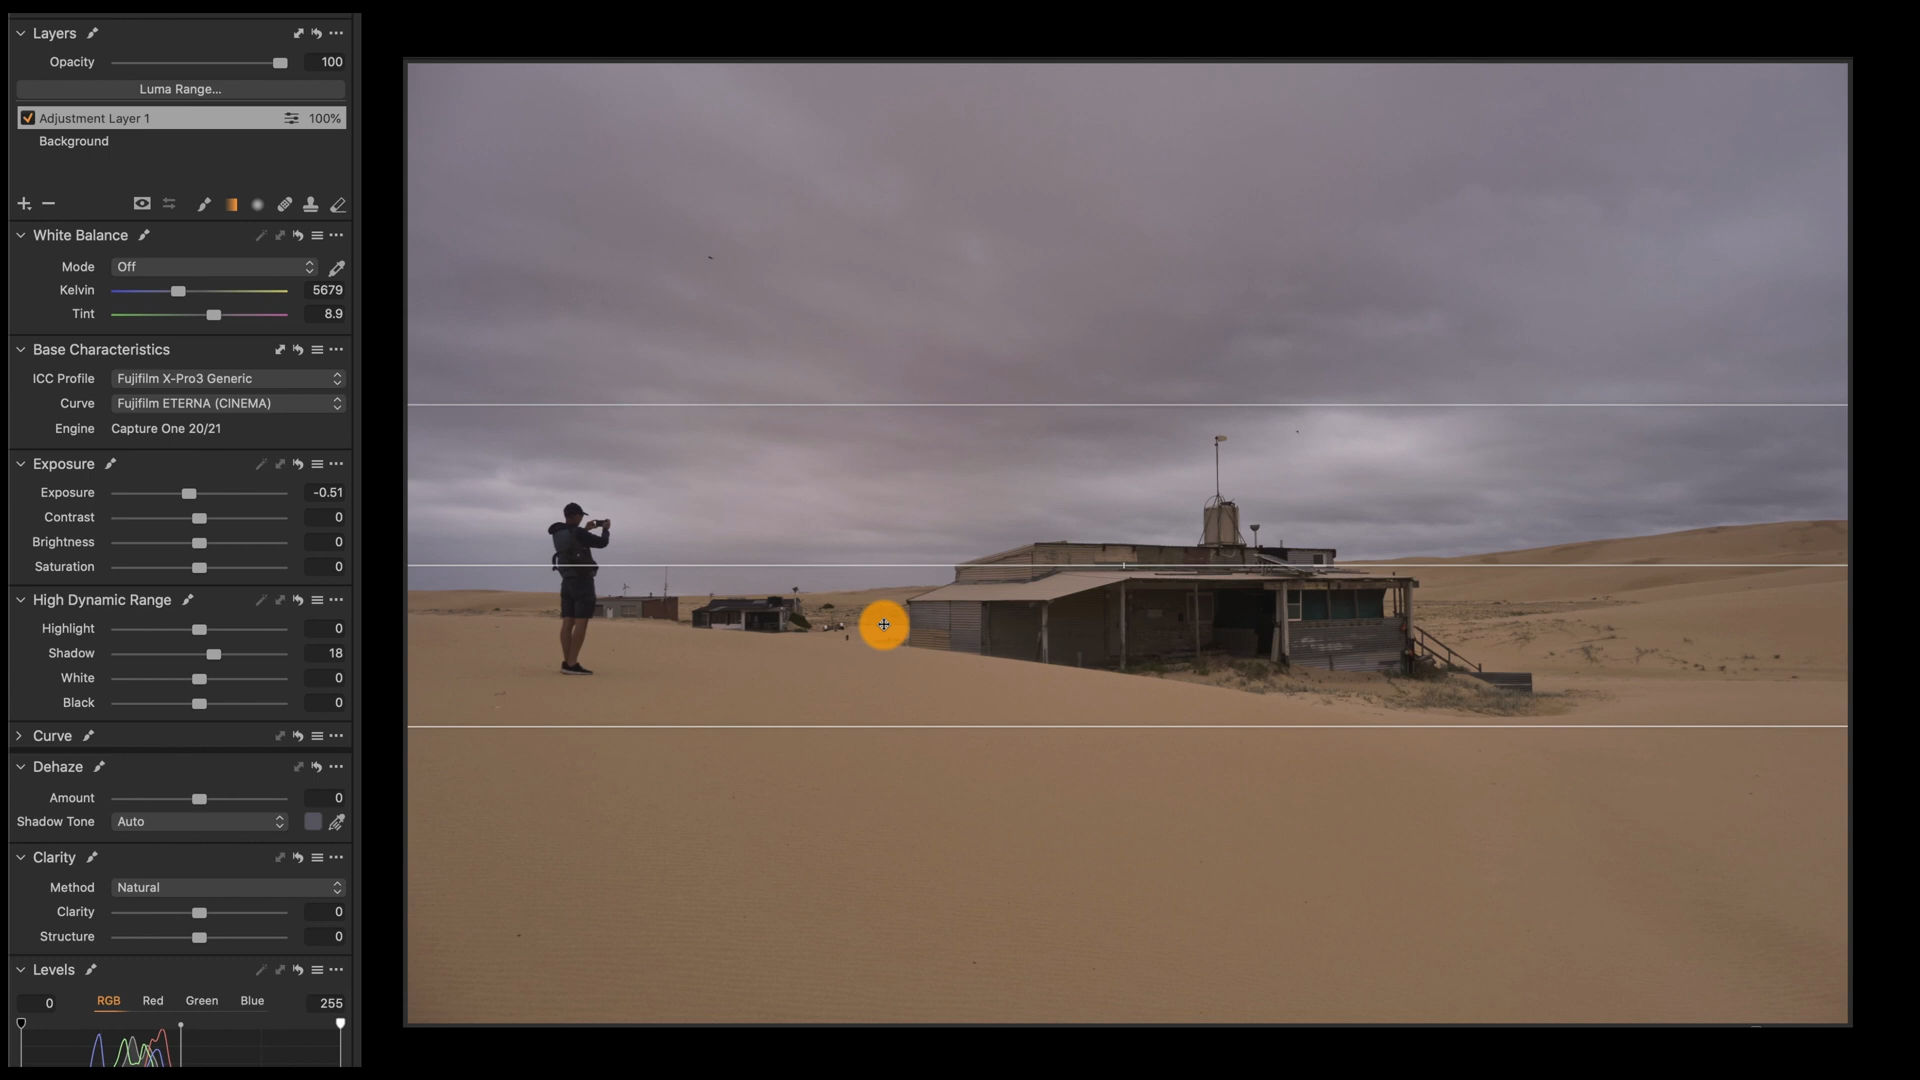 Layers
Opacity 100
Luma Range...
Adjustment Layer 1 100%
Background
White Balance
Mode Off
Kelvin 5679
Tint 8.9
Base Characteristics
ICC Profile Fujifilm X-Pro3 Generic
Curve Fujifilm ETERNA (CINEMA)
Engine Capture One 20/21
Exposure
Exposure -0.51
Contrast 0
Brightness 0
Saturation 0
High Dynamic Range
Highlight 0
Shadow 18
White 0
Black 0
Curve
Dehaze
Amount 0
Shadow Tone Auto
Clarity
Method Natural
Clarity 0
Structure 0
Levels
0 RGB Red Green Blue 255